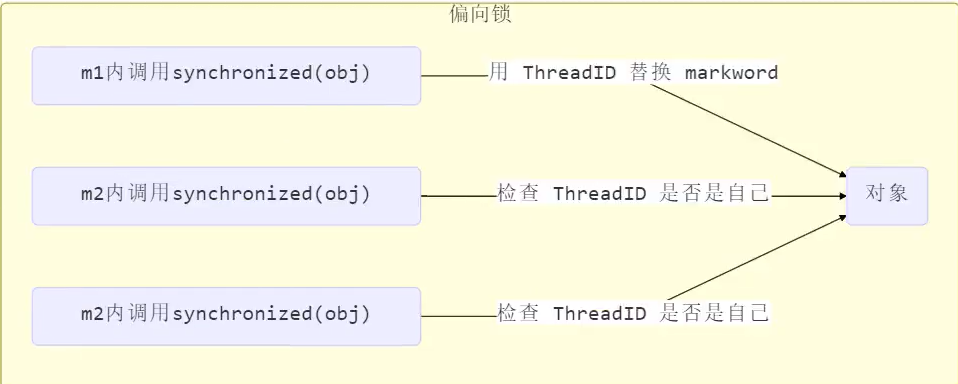 偏向锁
m1内调用synchronized(obj)
用 ThreadID 替换 markword
m2内调用synchronized(obj)
检查 ThreadID 是否是自己
对象
m2内调用synchronized(obj)
检查 ThreadID 是否是自己